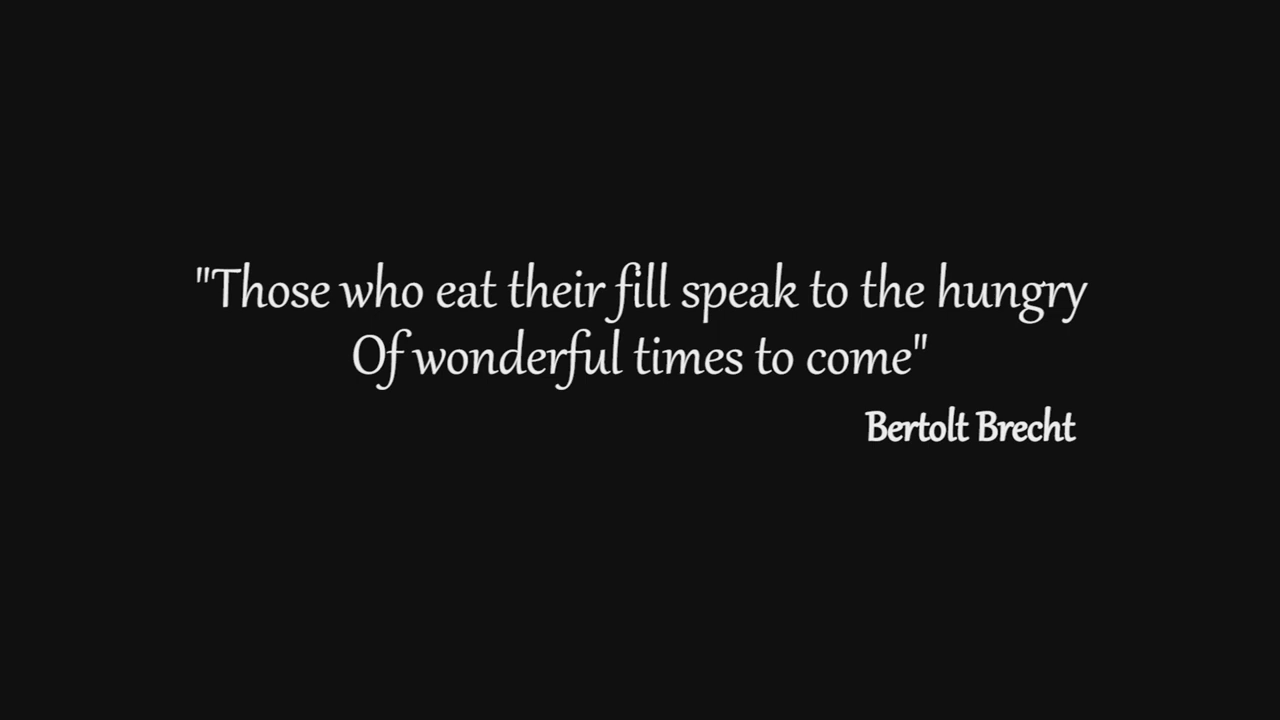 "Those who eat their fill speak to the hungry
Of wonderful times to come"
Bertolt Brecht